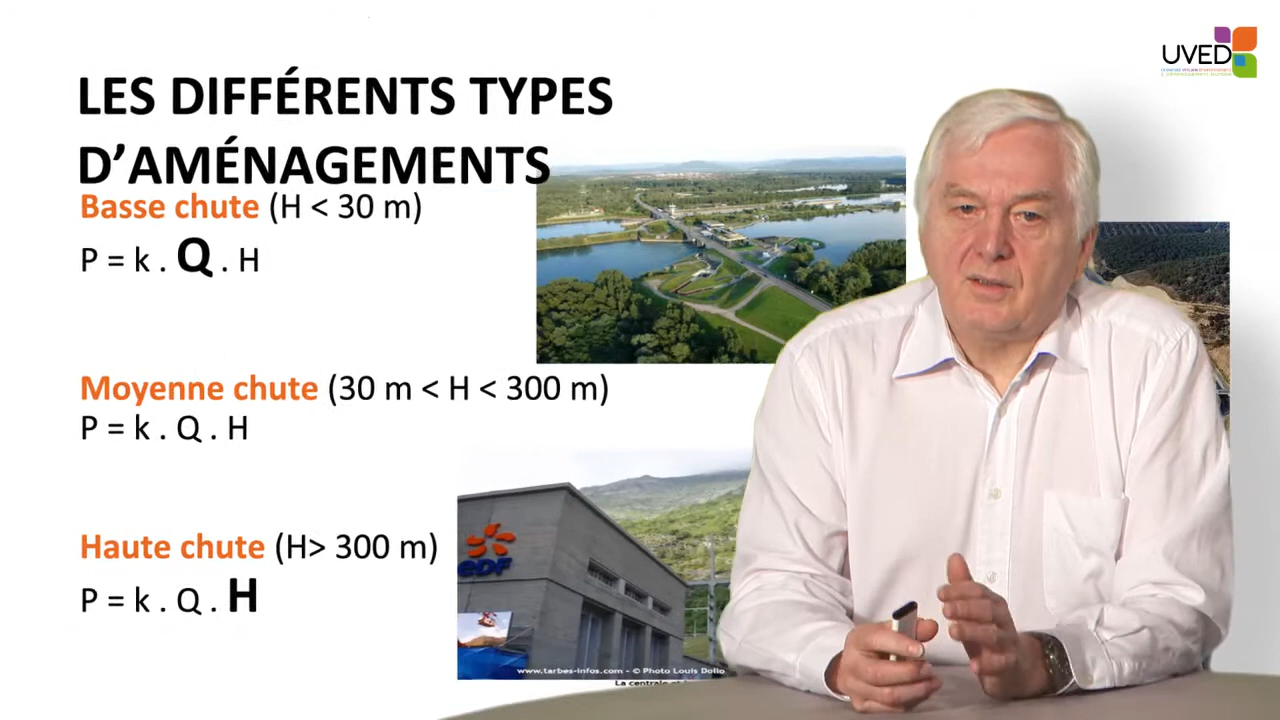 UVED
LES DIFFÉRENTS TYPES
D’AMÉNAGEMENTS
Basse chute (H < 30 m)
P = k . Q . H
Moyenne chute (30 m < H < 300 m)
P = k . Q . H
Haute chute (H> 300 m)
P = k . Q . H
eDF
www.tarbes-infos.com - © Photo Louis Dollo
La centrale